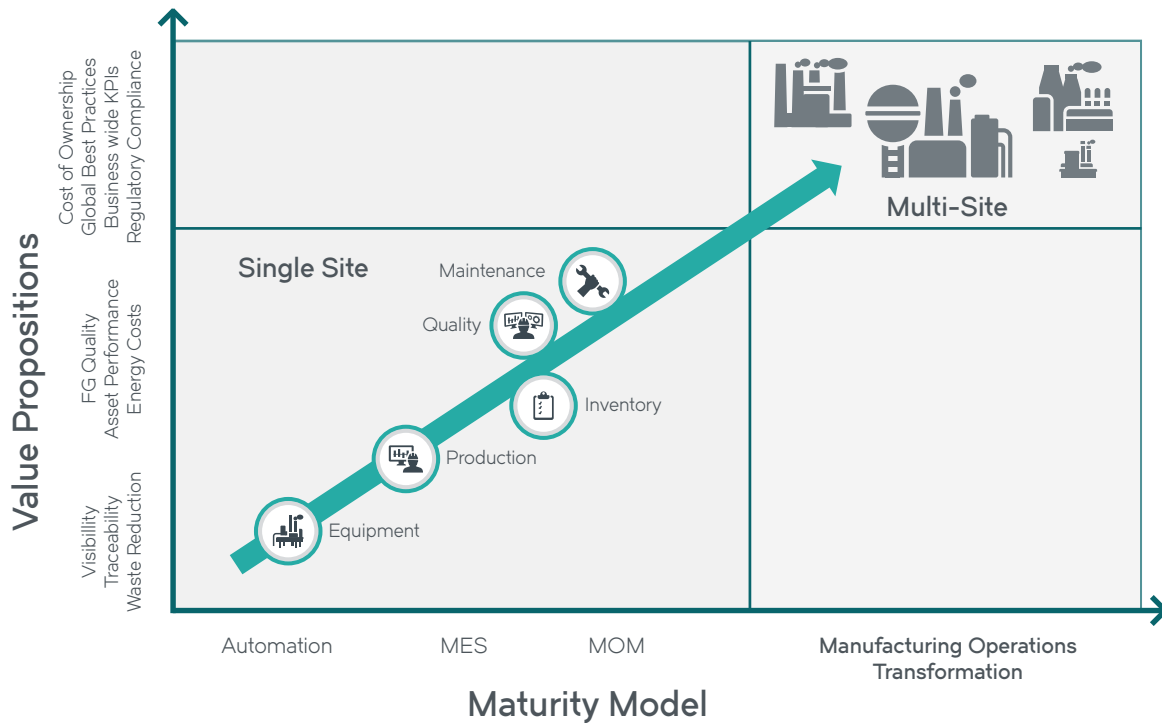 Value Propositions
Cost of Ownership
Global Best Practices
Business wide KPIs
Regulatory Compliance
FG Quality
Asset Performance
Energy Costs
Visibillity
Traceability
Waste Reduction
Multi-Site
Single Site
Maintenance
Quality
Inventory
Production
Equipment
Automation
MES
MOM
Manufacturing Operations
Transformation
Maturity Model